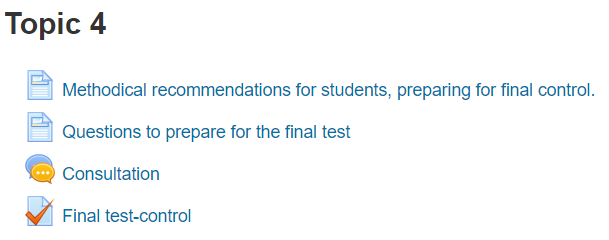 Topic 4
Methodical recommendations for students, preparing for final control.
Questions to prepare for the final test
Consultation
Final test-control